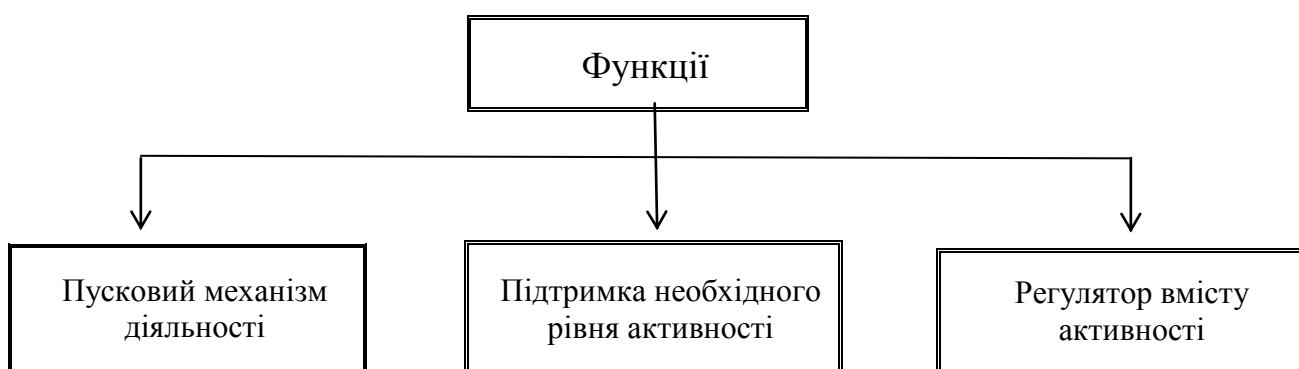 Функції
Пусковий механізм
діяльності
Підтримка необхідного
рівня активності
Регулятор вмісту
активності